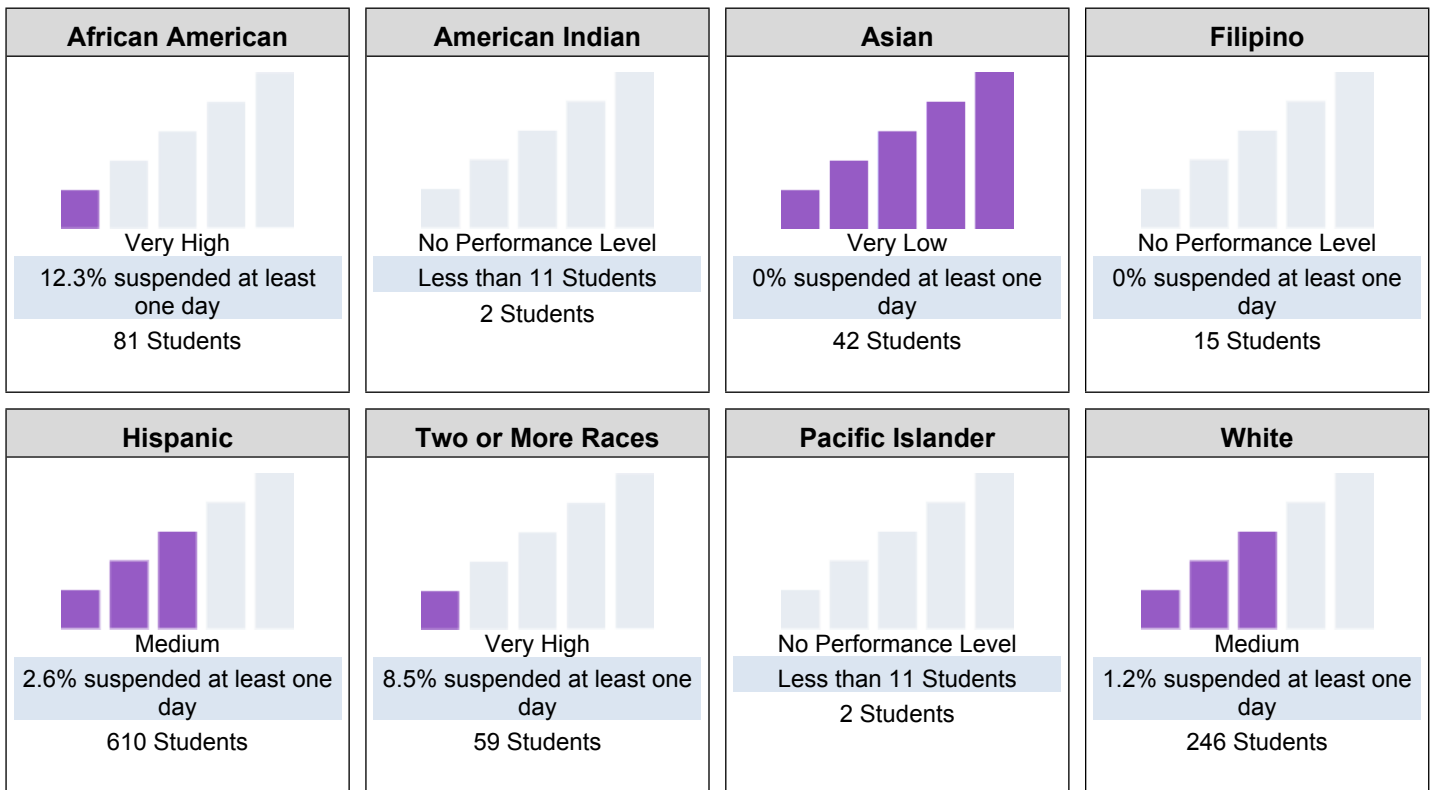 African American
Very High
12.3% suspended at least
one day
81 Students
American Indian
No Performance Level
Less than 11 Students
2 Students
Asian
Very Low
0% suspended at least one
day
42 Students
Filipino
No Performance Level
0% suspended at least one
day
15 Students
Hispanic
Medium
2.6% suspended at least one
day
610 Students
Two or More Races
Very High
8.5% suspended at least one
day
59 Students
Pacific Islander
No Performance Level
Less than 11 Students
2 Students
White
Medium
1.2% suspended at least one
day
246 Students